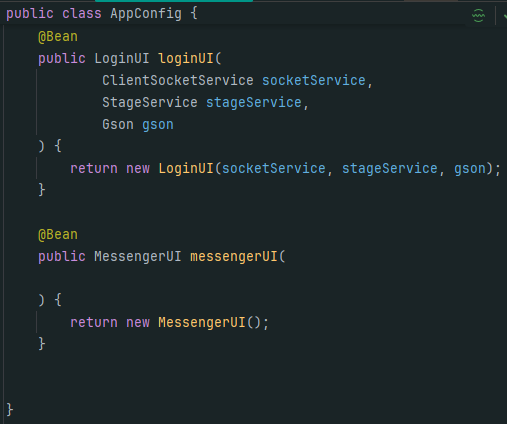 public class AppConfig {
    @Bean
    public LoginUI loginUI(
            ClientSocketService socketService,
            StageService stageService,
            Gson gson
    ) {
        return new LoginUI(socketService, stageService, gson);
    }
    @Bean
    public MessengerUI messengerUI(
    ) {
        return new MessengerUI();
    }
}